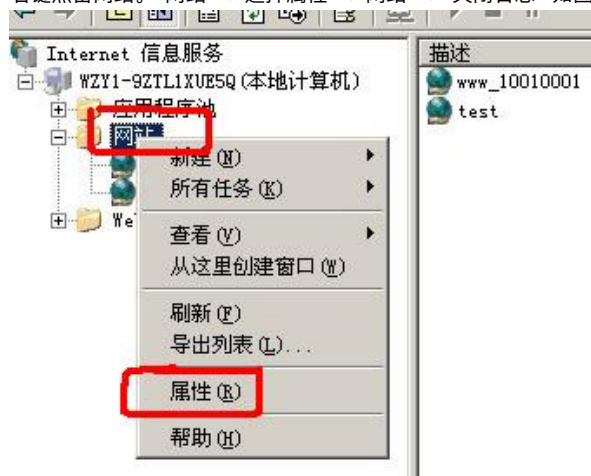 Internet 信息服务
描述
WZY1-9ZTL1XUE5Q(本地计算机)
www_10010001
应用程序池
test
网站
新建(N)
所有任务(K)
We
查看(V)
从这里创建窗口(W)
刷新(F)
导出列表(L)...
属性(R)
帮助(H)